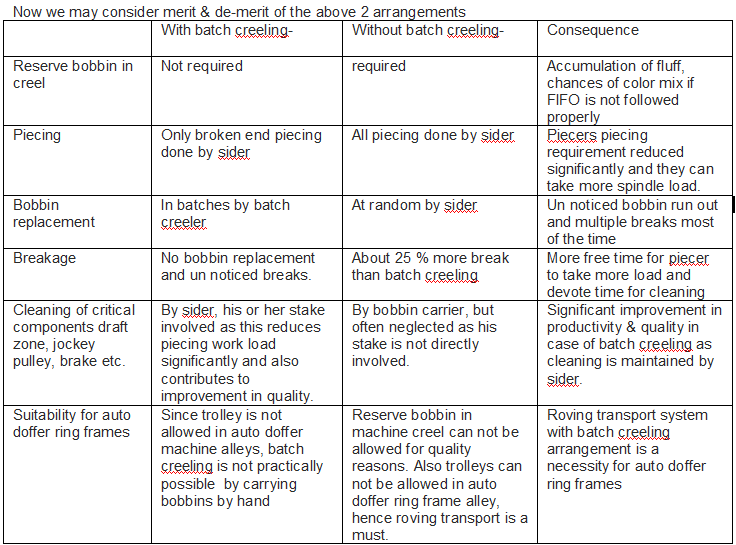 Now we may consider merit & de-merit of the above 2 arrangements
With batch creeling-
Without batch creeling-
Consequence
Reserve bobbin in
creel
Not required
required
Accumulation of fluff,
chances of color mix if
FIFO is not followed
properly
Piecing
Only broken end piecing
done by sider
All piecing done by sider
Piecers piecing
requirement reduced
significantly and they can
take more spindle load.
Bobbin
replacement
In batches by batch
creeler
At random by sider
Un noticed bobbin run out
and multiple breaks most
of the time
Breakage
No bobbin replacement
and un noticed breaks.
About 25 % more break
than batch creeling
More free time for piecer
to take more load and
devote time for cleaning
Cleaning of critical
components draft
zone, jockey
pulley, brake etc.
By sider, his or her stake
involved as this reduces
piecing work load
significantly and also
contributes to
improvement in quality.
By bobbin carrier, but
often neglected as his
stake is not directly
involved.
Significant improvement in
productivity & quality in
case of batch creeling as
cleaning is maintained by
sider.
Suitability for auto
doffer ring frames
Since trolley is not
allowed in auto doffer
machine alleys, batch
creeling is not practically
possible by carrying
bobbins by hand
Reserve bobbin in
machine creel can not be
allowed for quality
reasons. Also trolleys can
not be allowed in auto
doffer ring frame alley,
hence roving transport is a
must.
Roving transport system
with batch creeling
arrangement is a
necessity for auto doffer
ring frames